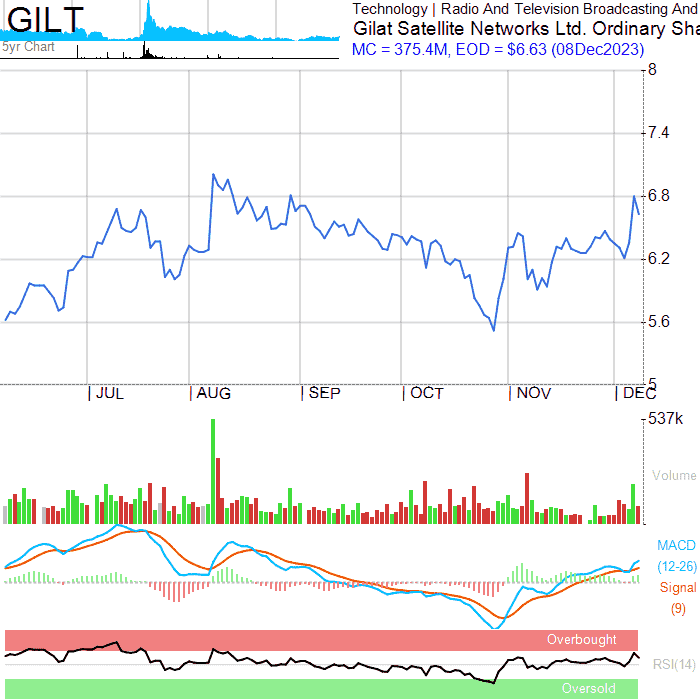 GILT
5yr Chart
Technology | Radio And Television Broadcasting And
Gilat Satellite Networks Ltd. Ordinary Sha
MC = 375.4M, EOD = $6.63 (08Dec2023)
8
7.4
6.8
6.2
5.6
5
JUL AUG SEP OCT NOV DEC
537k
Volume
MACD
(12-26)
Signal
(9)
Overbought
RSI(14)
Oversold